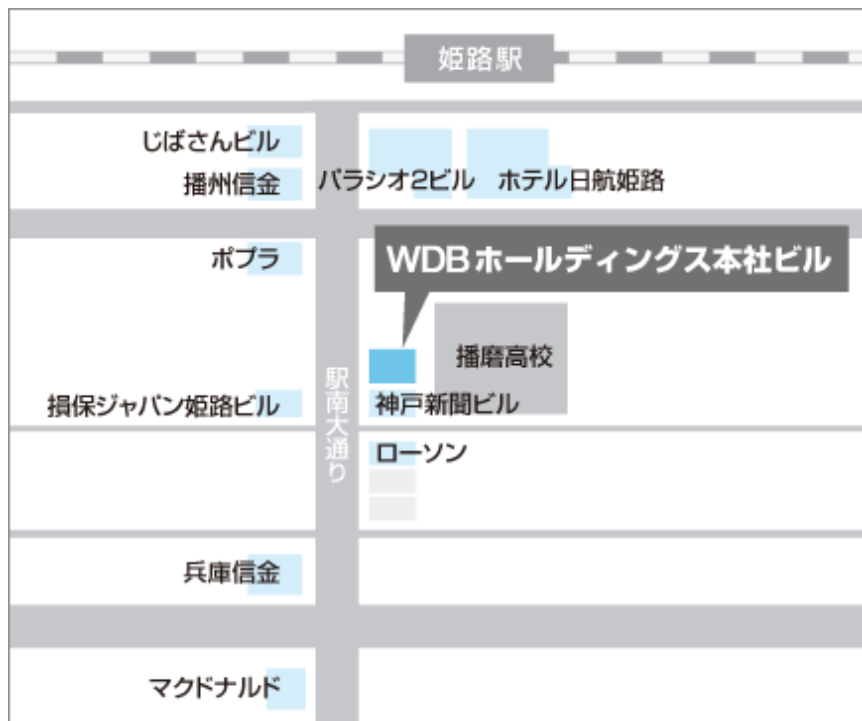 姫路駅
じばさんビル
播州信金
パラシオ2ビル
ホテル日航姫路
ポプラ
WDBホールディングス本社ビル
播磨高校
損保ジャパン姫路ビル
駅南大通り
神戸新聞ビル
ローソン
兵庫信金
マクドナルド